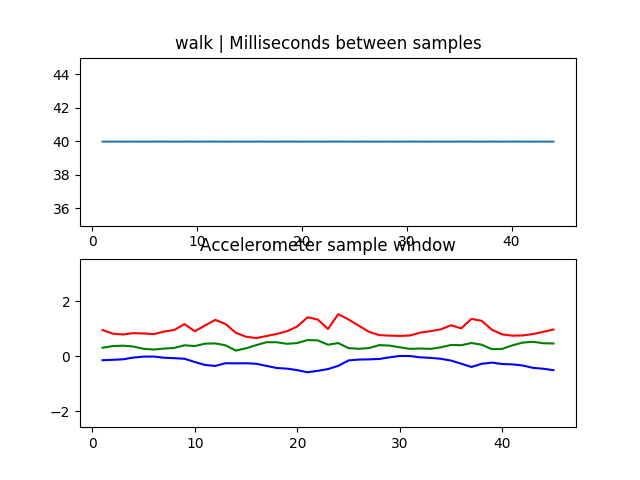 walk | Milliseconds between samples
44
42
40
38
36
0 10 20 30 40
Accelerometer sample window
2
0
−2
0 10 20 30 40